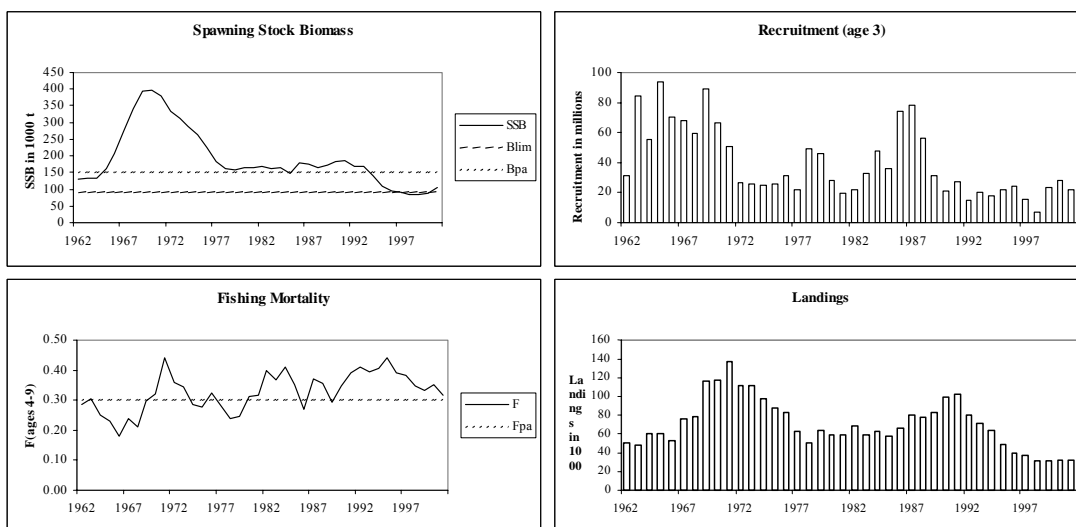 Spawning Stock Biomass
450
400
350
300
250
200
150
100
50
0
SSB in 1000 t
1962 1967 1972 1977 1982 1987 1992 1997
SSB
Blim
Bpa
Recruitment (age 3)
100
80
60
40
20
0
Recruitment in millions
1962 1967 1972 1977 1982 1987 1992 1997
Fishing Mortality
0.50
0.40
0.30
0.20
0.10
0.00
F(ages 4-9)
1962 1967 1972 1977 1982 1987 1992 1997
F
Fpa
Landings
160
140
120
100
80
60
40
20
0
La
ndi
ng
s
in
10
00
1962 1967 1972 1977 1982 1987 1992 1997